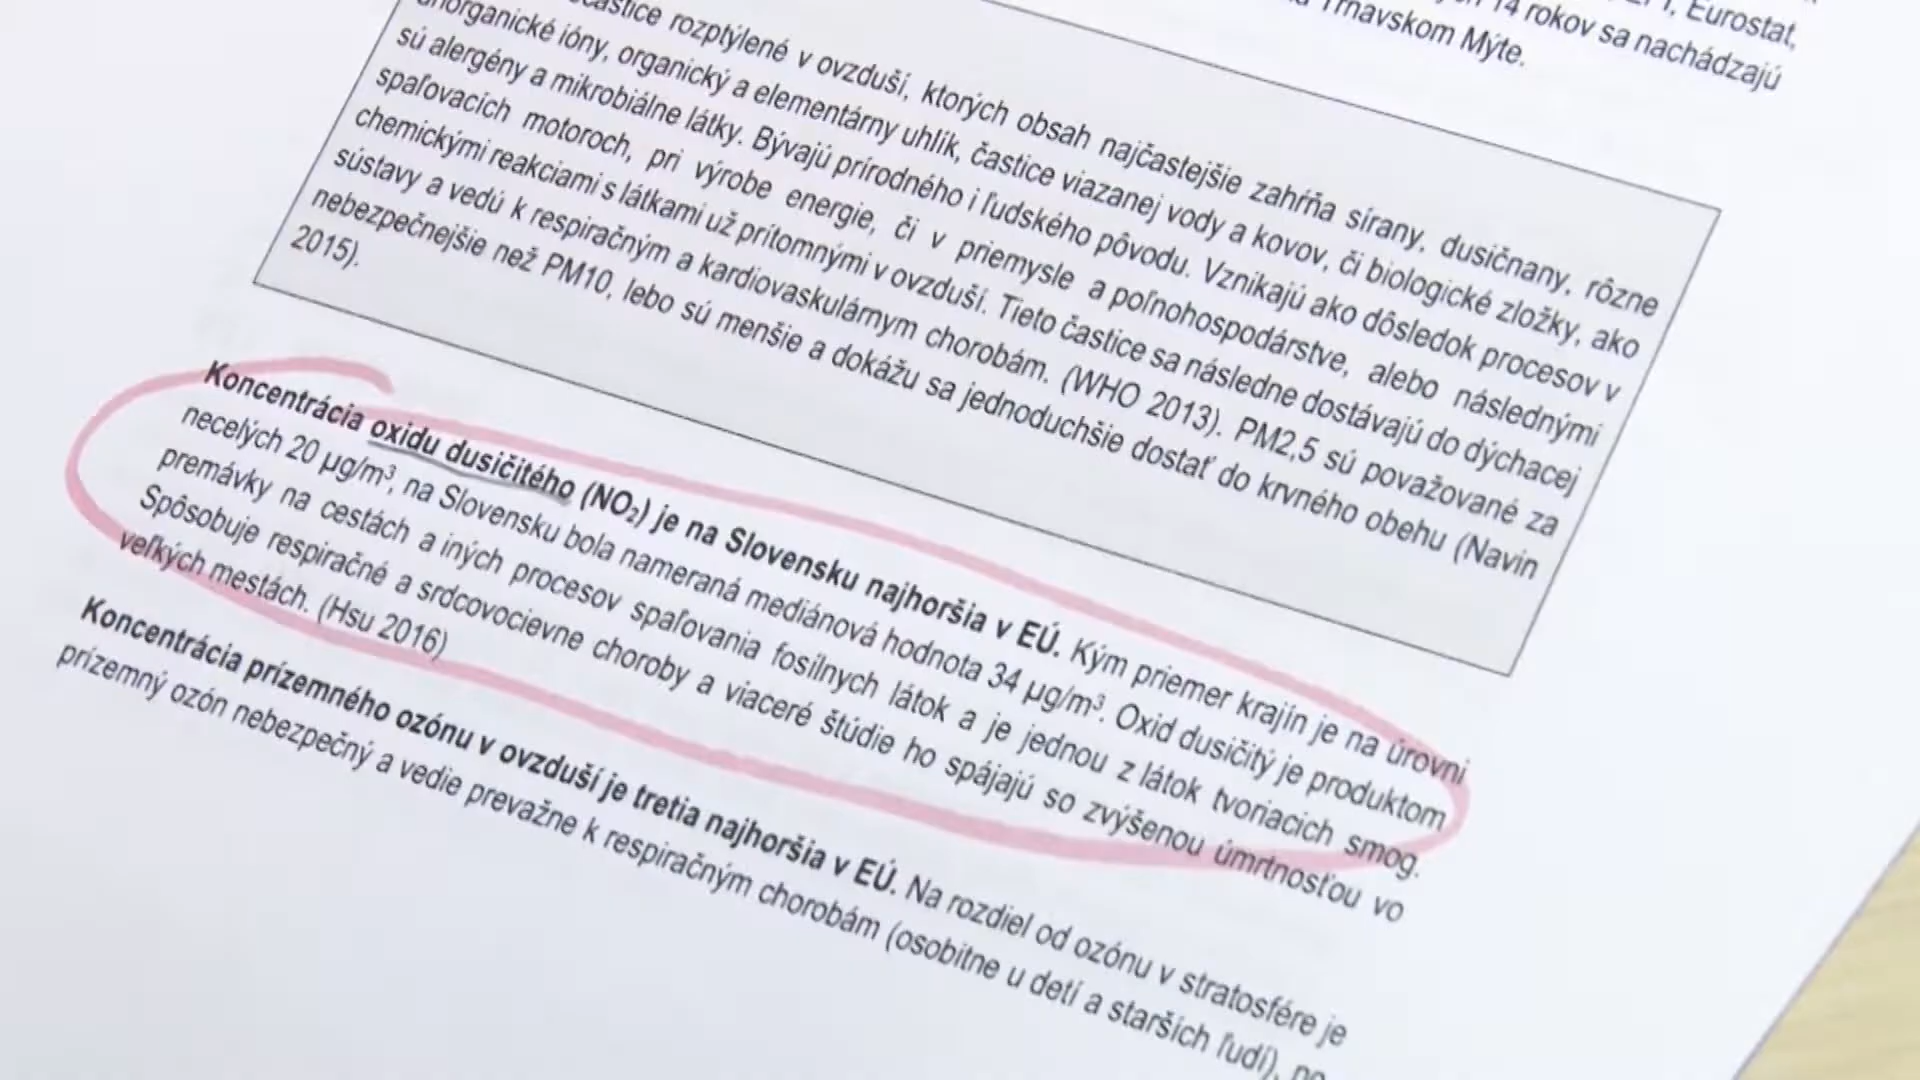 Eurostat,
14 rokov sa nachádzajú
Trnavskom Mýte.
častice rozptýlené v ovzduší, ktorých obsah najčastejšie zahŕňa sírany, dusičnany, rôzne
anorganické ióny, organický a elementárny uhlík, častice viazanej vody a kovov, či biologické zložky, ako
sú alergény a mikrobiálne látky. Bývajú prírodného i ľudského pôvodu. Vznikajú ako dôsledok procesov v
spaľovacích motoroch, pri výrobe energie, či v priemysle a poľnohospodárstve, alebo následnými
chemickými reakciami s látkami už prítomnými v ovzduší. Tieto častice sa následne dostávajú do dýchacej
sústavy a vedú k respiračným a kardiovaskulárnym chorobám. (WHO 2013). PM2,5 sú považované za
nebezpečnejšie než PM10, lebo sú menšie a dokážu sa jednoduchšie dostať do krvného obehu (Navin
2015).
Koncentrácia oxidu dusičitého (NO₂) je na Slovensku najhoršia v EÚ. Kým priemer krajín je na úrovni
necelých 20 µg/m³, na Slovensku bola nameraná mediánová hodnota 34 µg/m³. Oxid dusičitý je produktom
premávky na cestách a iných procesov spaľovania fosílnych látok a je jednou z látok tvoriacich smog.
Spôsobuje respiračné a srdcovocievne choroby a viaceré štúdie ho spájajú so zvýšenou úmrtnosťou vo
veľkých mestách. (Hsu 2016)
Koncentrácia prízemného ozónu v ovzduší je tretia najhoršia v EÚ. Na rozdiel od ozónu v stratosfére je
prízemný ozón nebezpečný a vedie prevažne k respiračným chorobám (osobitne u detí a starších ľudí),